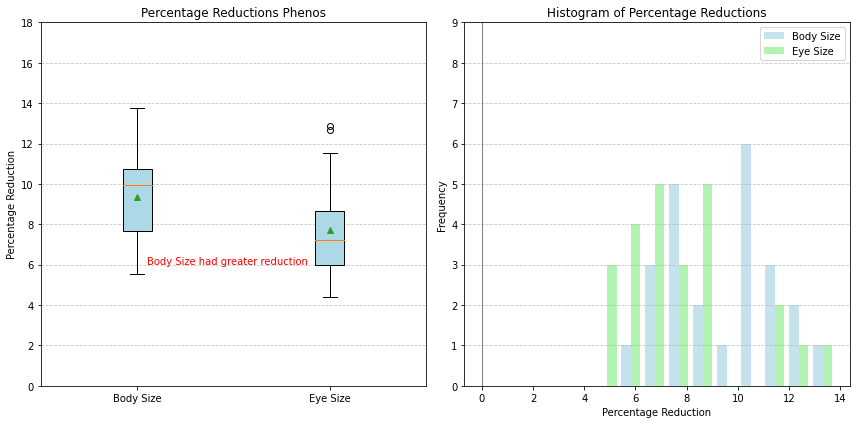 Percentage Reductions Phenos
18
16
14
12
10
8
6
4
2
0
Percentage Reduction
Body Size had greater reduction
Body Size
Eye Size
Histogram of Percentage Reductions
9
8
7
6
5
4
3
2
1
0
Frequency
Body Size
Eye Size
0 2 4 6 8 10 12 14
Percentage Reduction